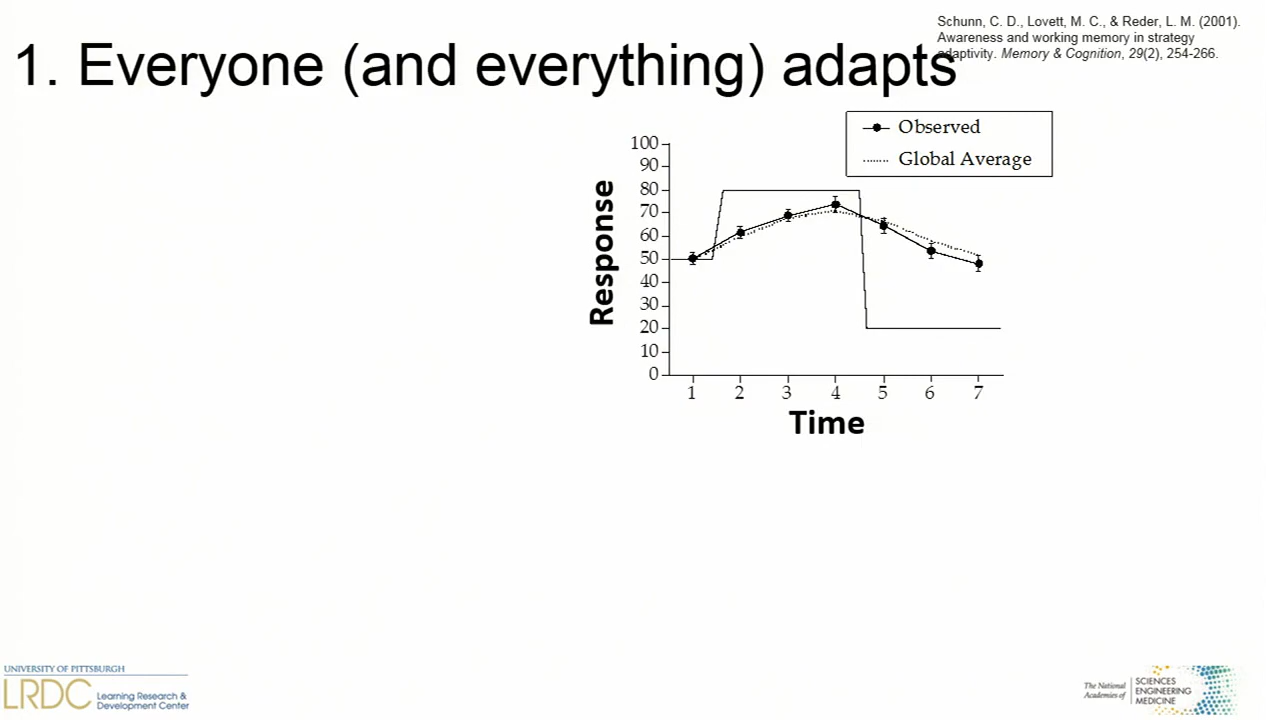 Schunn, C. D., Lovett, M. C., & Reder, L. M. (2001).
Awareness and working memory in strategy
adaptivity. Memory & Cognition, 29(2), 254-266.
1. Everyone (and everything) adapts
Observed
Global Average
100
90
80
70
60
50
40
30
20
10
0
Response
1 2 3 4 5 6 7
Time
UNIVERSITY OF PITTSBURGH
LRDC Learning Research &
Development Center
The National
Academies of
SCIENCES
ENGINEERING
MEDICINE